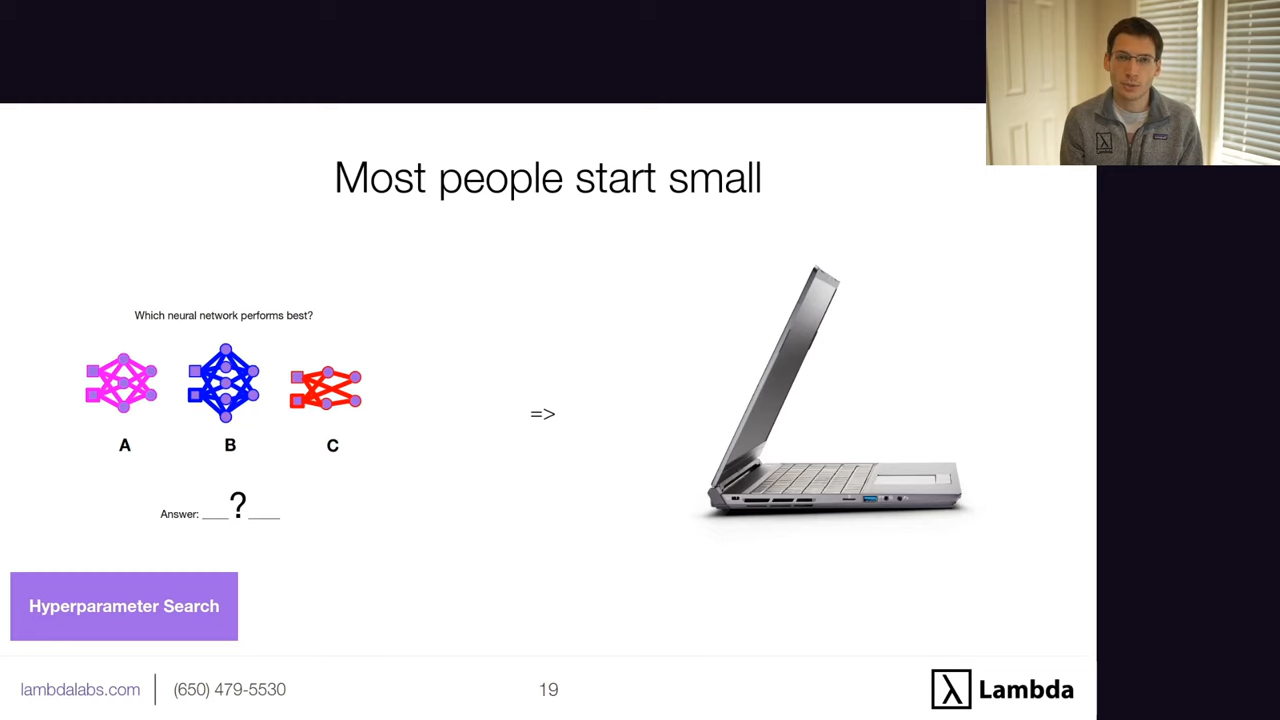 Most people start small
Which neural network performs best?
A B C
Answer: ____?____
=>
Hyperparameter Search
lambdalabs.com | (650) 479-5530
19
λ Lambda